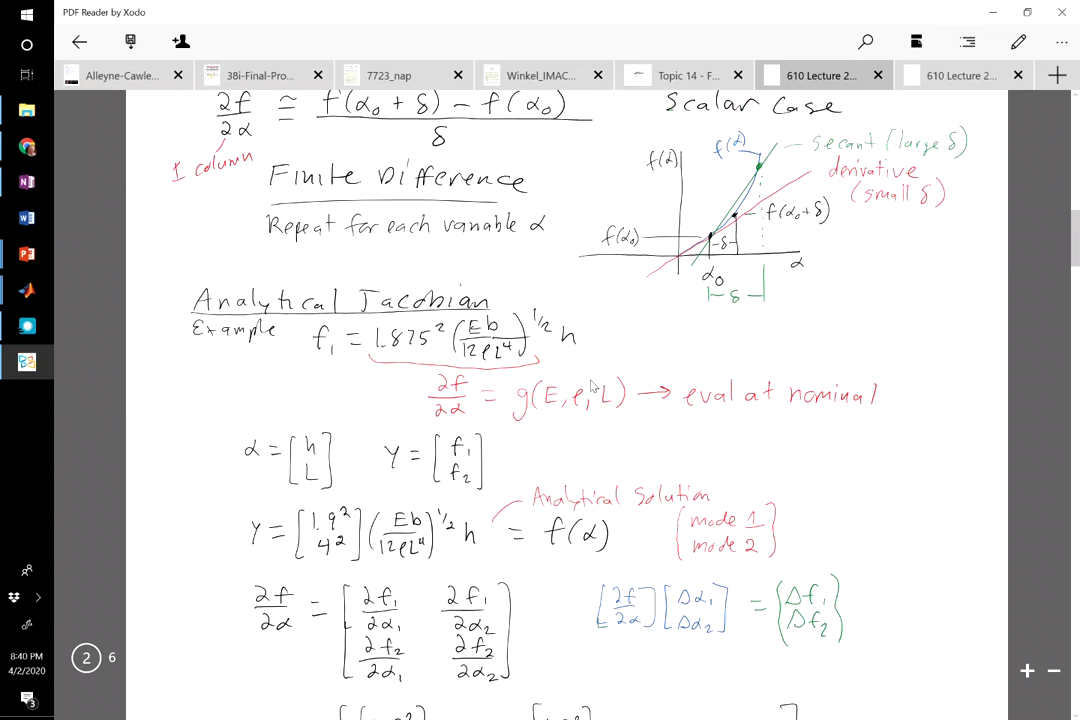 PDF Reader by Xodo
Alleyne-Cawle...
38i-Final-Pro...
7723_nap
Winkel_IMAC...
Topic 14 - F...
610 Lecture 2...
610 Lecture 2...
∂f/∂α ≅ (f(α₀ + δ) − f(α₀))/δ
1 column
Finite Difference
Repeat for each variable α
Scalar Case
f(α)
f(α)
secant (large δ)
derivative
(small δ)
f(α₀+δ)
f(α₀)
δ
α₀
α
δ
Analytical Jacobian
Example f₁ = 1.875² (Eb/12ρL⁴)^1/2 h
∂f/∂α = g(E, ρ, L) → eval at nominal
α = [h L] Y = [f₁ f₂]
Analytical Solution
Y = [1.9² 4²] (Eb/12ρL⁴)^1/2 h = f(α) (mode 1 mode 2)
∂f/∂α = [∂f₁/∂α₁ ∂f₁/∂α₂ ∂f₂/∂α₁ ∂f₂/∂α₂] [∂f/∂α] [Δα₁ Δα₂] = {Δf₁ Δf₂}
8:40 PM
4/2/2020
3
2 6